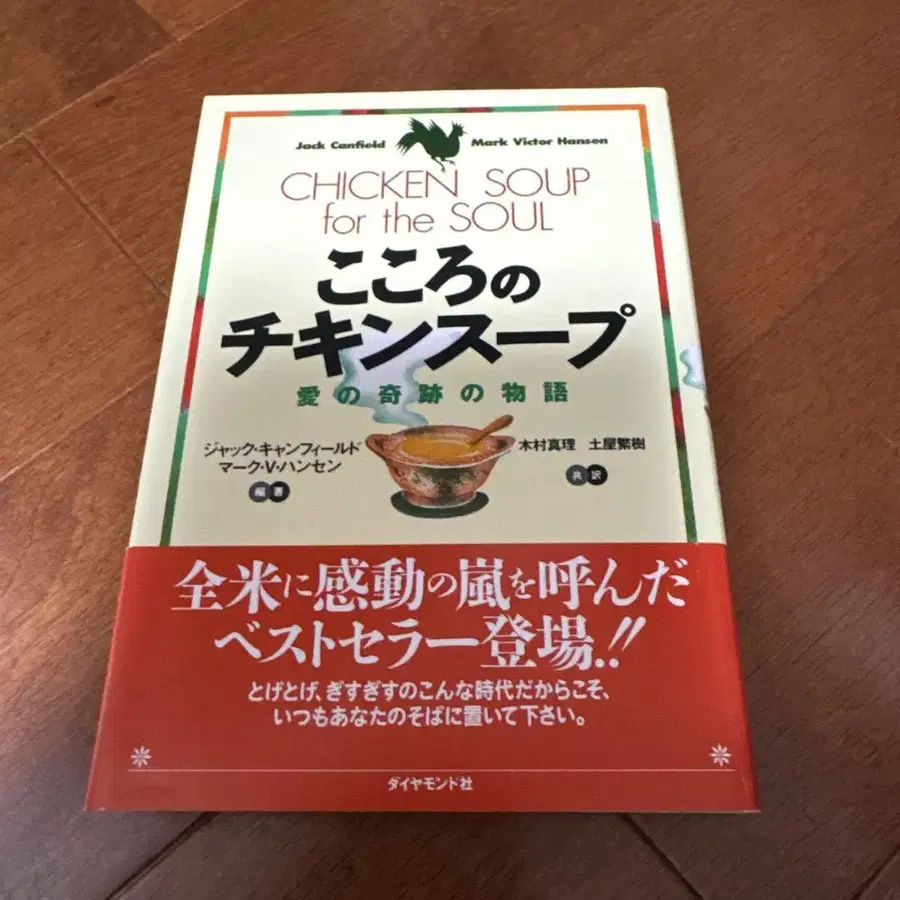 Jack Canfield Mark Victor Hansen
CHICKEN SOUP
for the SOUL
こころの
チキンスープ
愛の奇跡の物語
ジャック・キャンフィールド
マーク・V・ハンセン
編著
木村真理 土屋繁樹
共訳
全米に感動の嵐を呼んだ
ベストセラー登場..!!
とげとげ、ぎすぎすのこんな時代だからこそ、
いつもあなたのそばに置いて下さい。
ダイヤモンド社